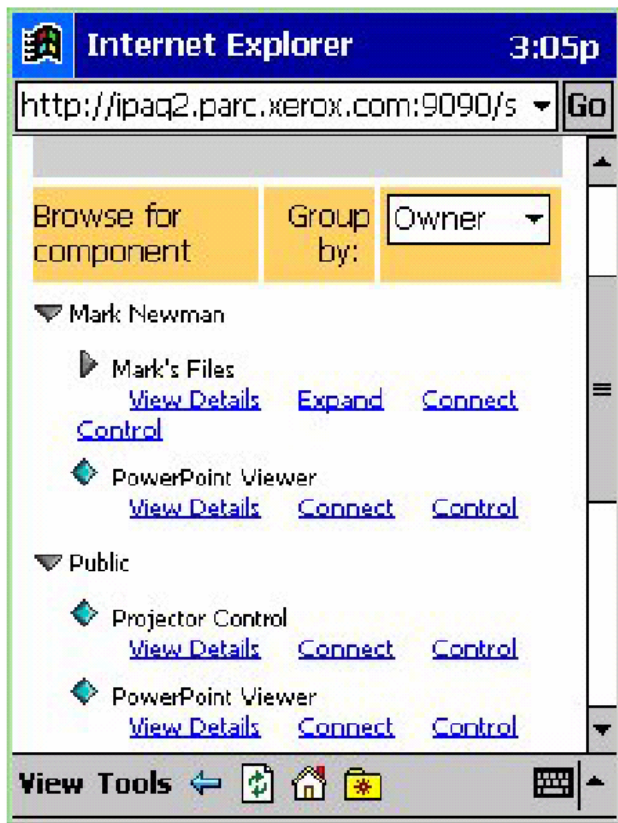 Internet Explorer 3:05p
http://ipaq2.parc.xerox.com:9090/s Go
Browse for component Group by: Owner
Mark Newman
Mark's Files
View Details Expand Connect
Control
PowerPoint Viewer
View Details Connect Control
Public
Projector Control
View Details Connect Control
PowerPoint Viewer
View Details Connect Control
View Tools